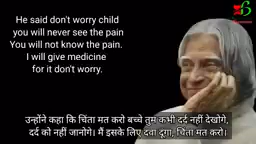 He said don't worry child
you will never see the pain
You will not know the pain.
I will give medicine
for it don't worry.
उन्होंने कहा कि चिंता मत करो बच्चे तुम कभी दर्द नहीं देखोगे,
दर्द को नहीं जानोगे। मैं इसके लिए दवा दूंगा, चिंता मत करो।